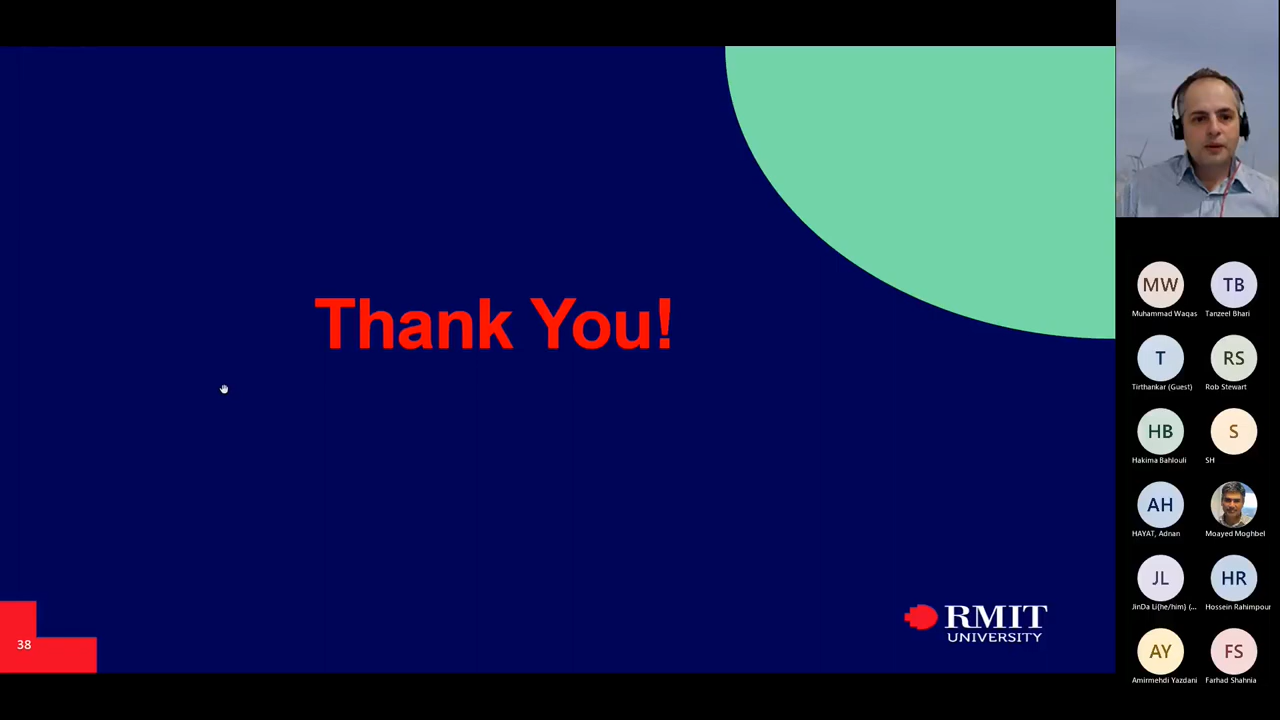 Thank You!
38
RMIT
UNIVERSITY
MW
Muhammad Waqas
TB
Tanzeel Bhari
T
Tirthankar (Guest)
RS
Rob Stewart
HB
Hakima Bahlouli
S
SH
AH
HAYAT, Adnan
Moayed Moghbel
JL
JinDa Li(he/him) (...
HR
Hossein Rahimpour
AY
Amirmehdi Yazdani
FS
Farhad Shahnia